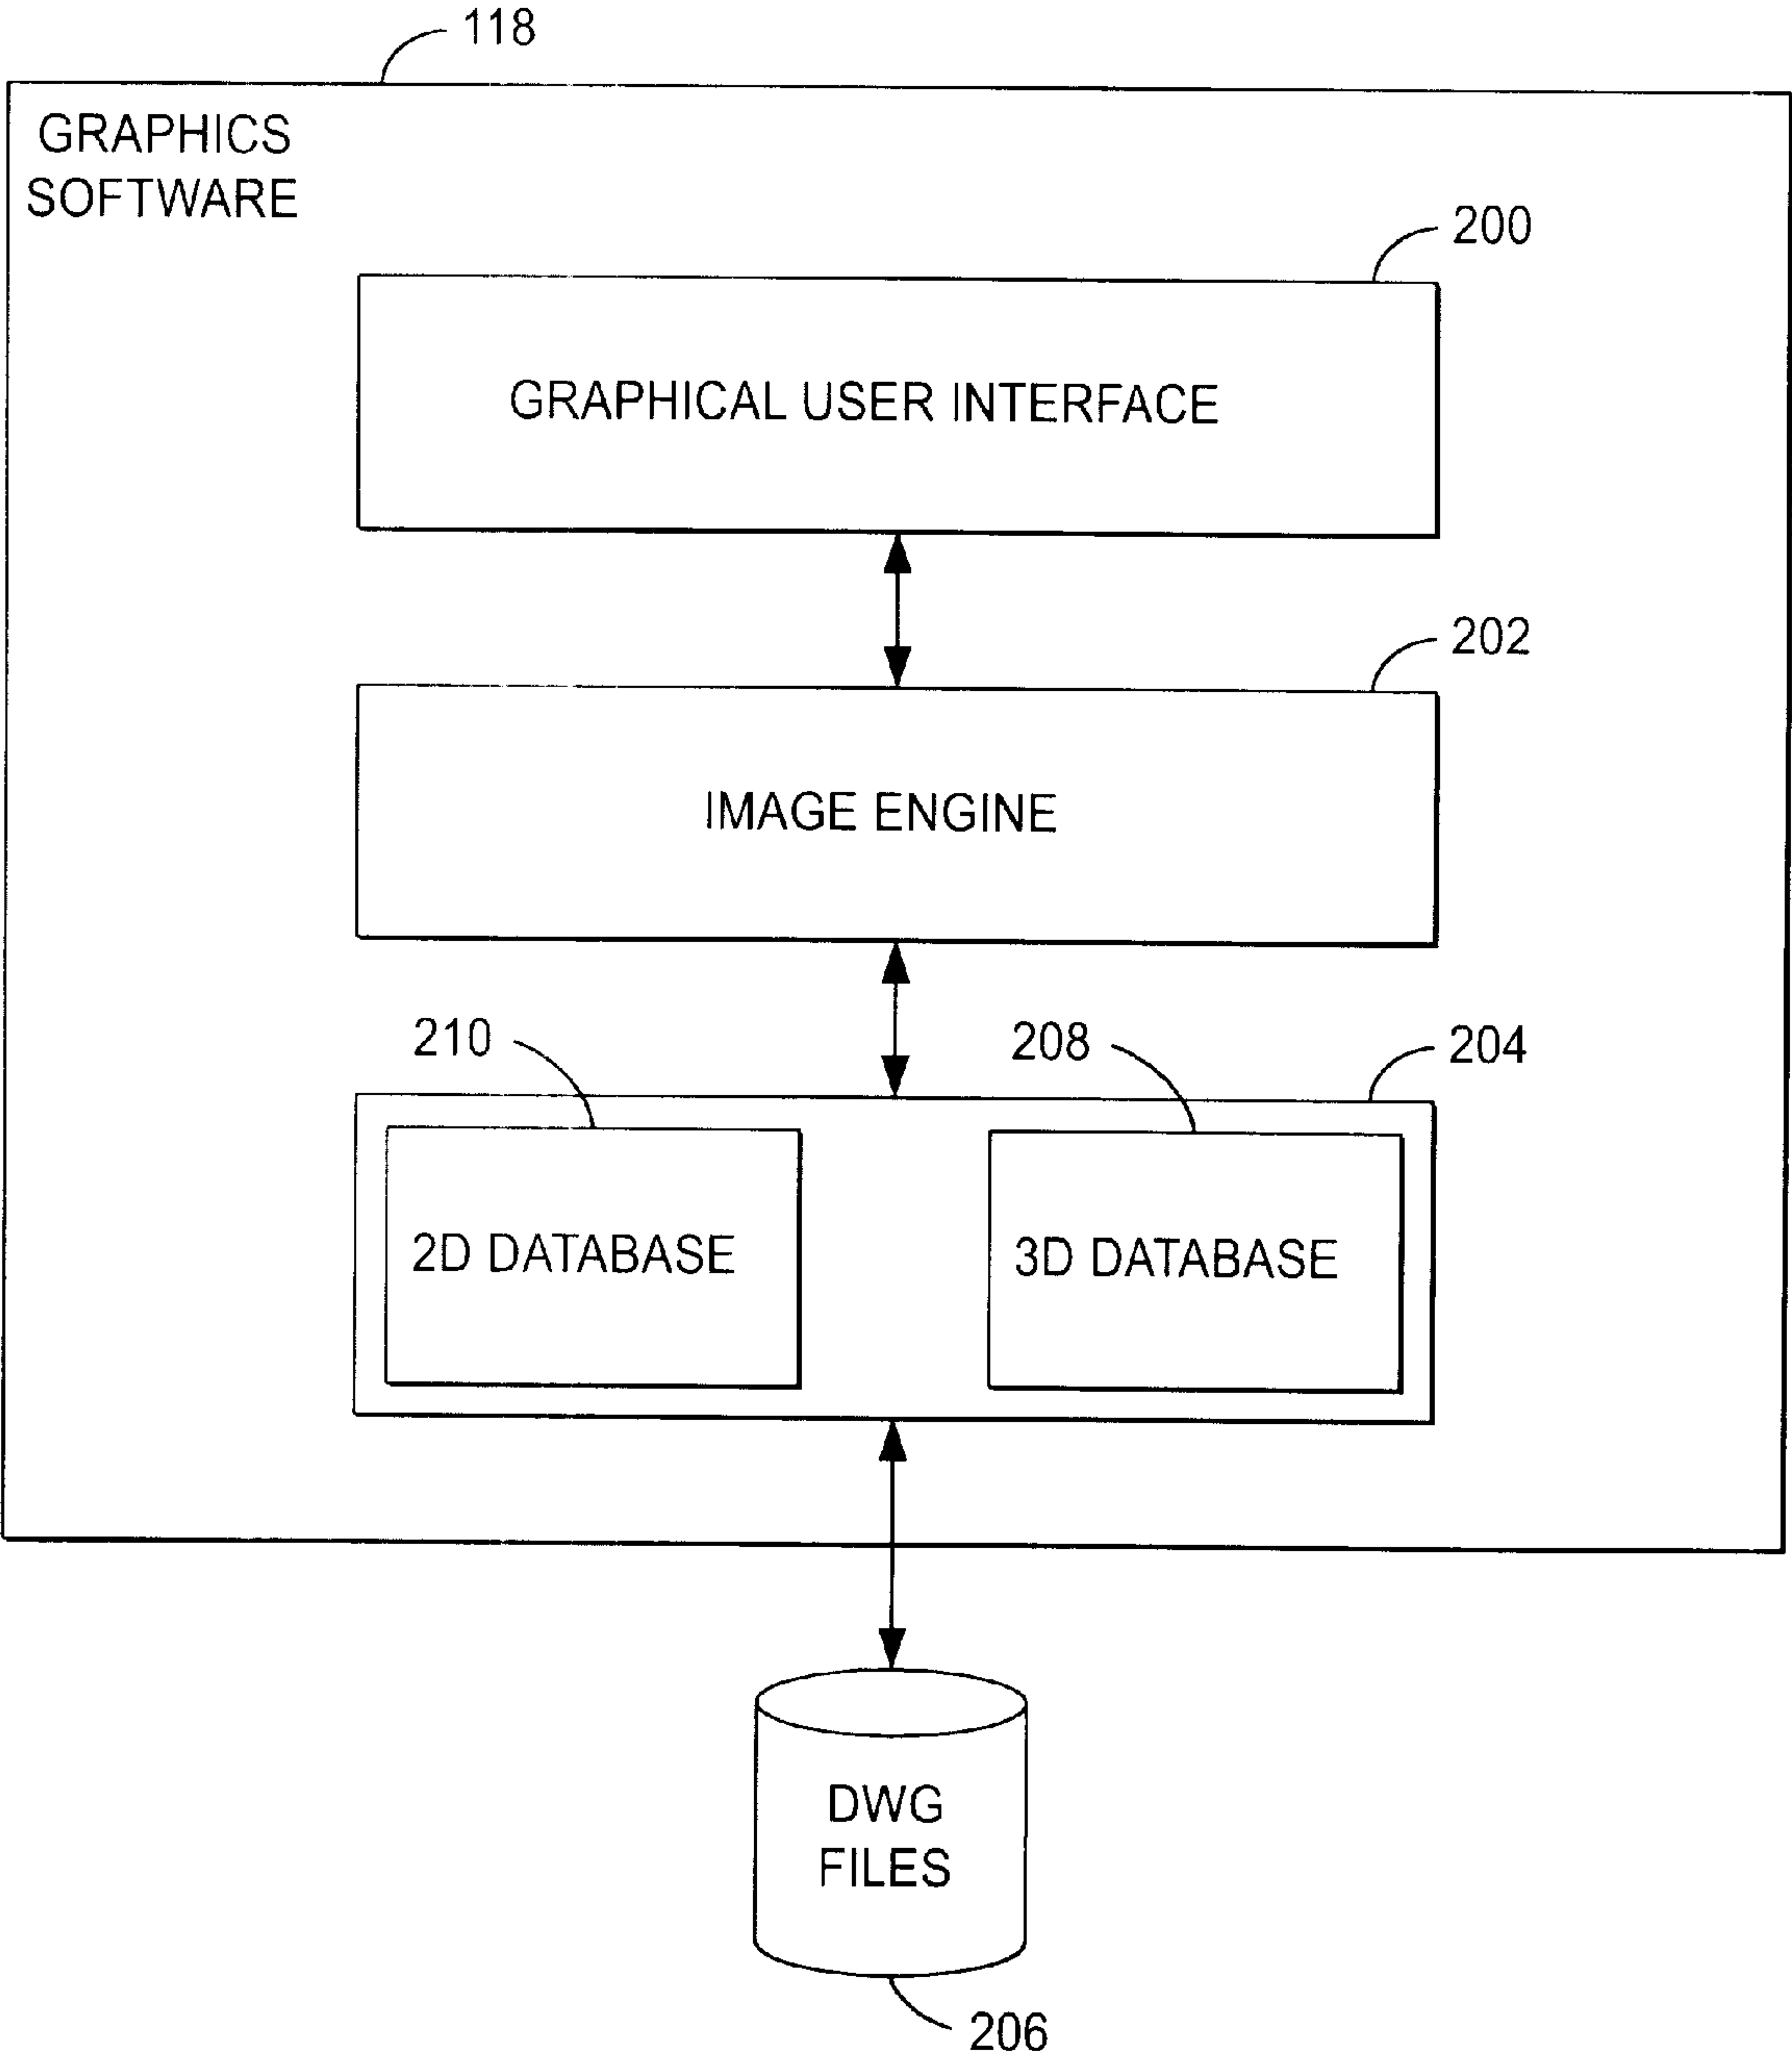 118
GRAPHICS
SOFTWARE
200
GRAPHICAL USER INTERFACE
202
IMAGE ENGINE
210
208
204
2D DATABASE
3D DATABASE
DWG
FILES
206